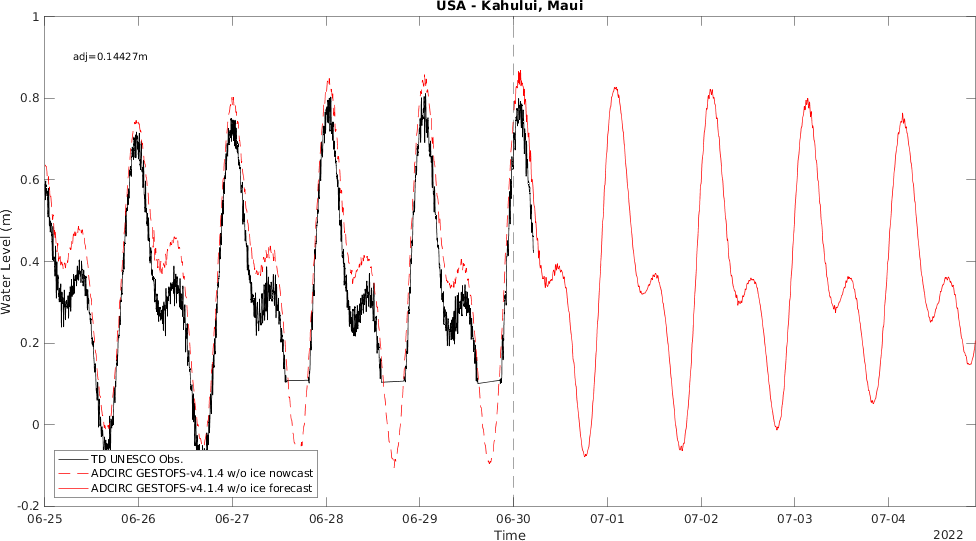 USA - Kahului, Maui
adj=0.14427m
Water Level (m)
1
0.8
0.6
0.4
0.2
0
-0.2
TD UNESCO Obs.
ADCIRC GESTOFS-v4.1.4 w/o ice nowcast
ADCIRC GESTOFS-v4.1.4 w/o ice forecast
06-25 06-26 06-27 06-28 06-29 06-30 07-01 07-02 07-03 07-04
Time
2022